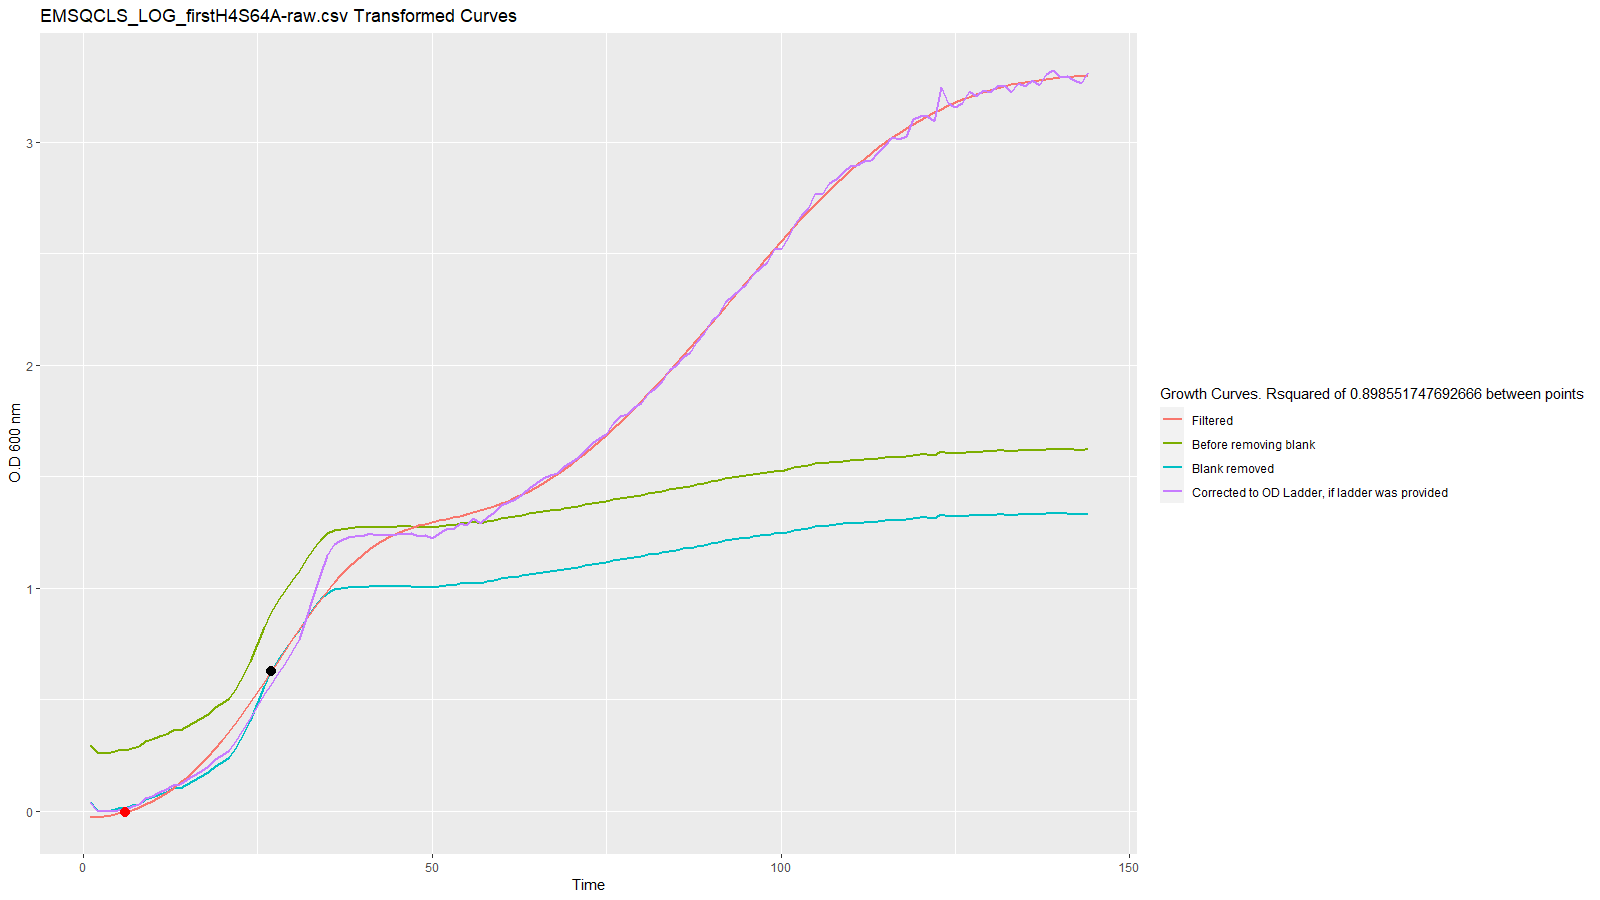 EMSQCLS_LOG_firstH4S64A-raw.csv Transformed Curves
O.D 600 nm
3
2
1
0
0 50 100 150
Time
Growth Curves. Rsquared of 0.898551747692666 between points
Filtered
Before removing blank
Blank removed
Corrected to OD Ladder, if ladder was provided